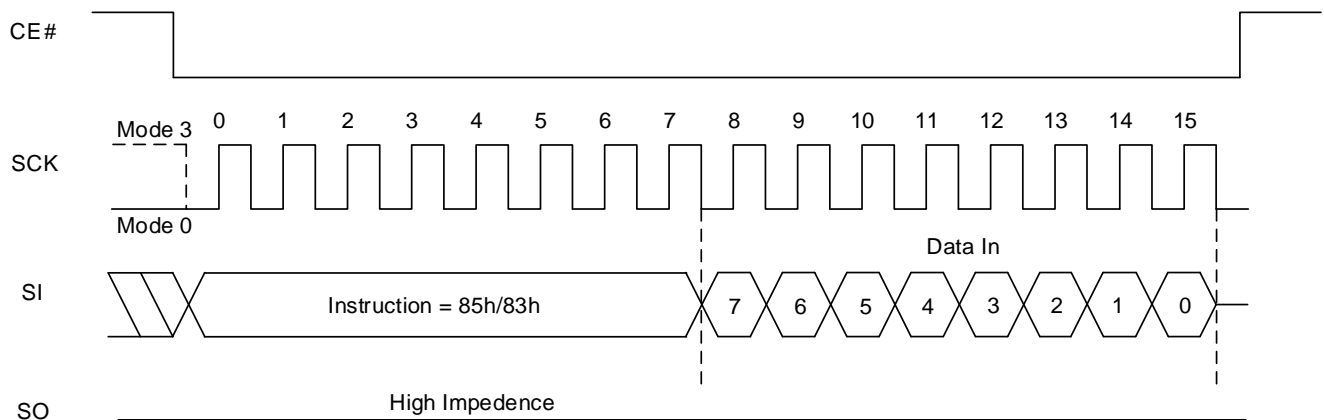 CE#
0 1 2 3 4 5 6 7 8 9 10 11 12 13 14 15
Mode 3
SCK
Mode 0
Data In
SI
Instruction = 85h/83h
7 6 5 4 3 2 1 0
High Impedence
SO